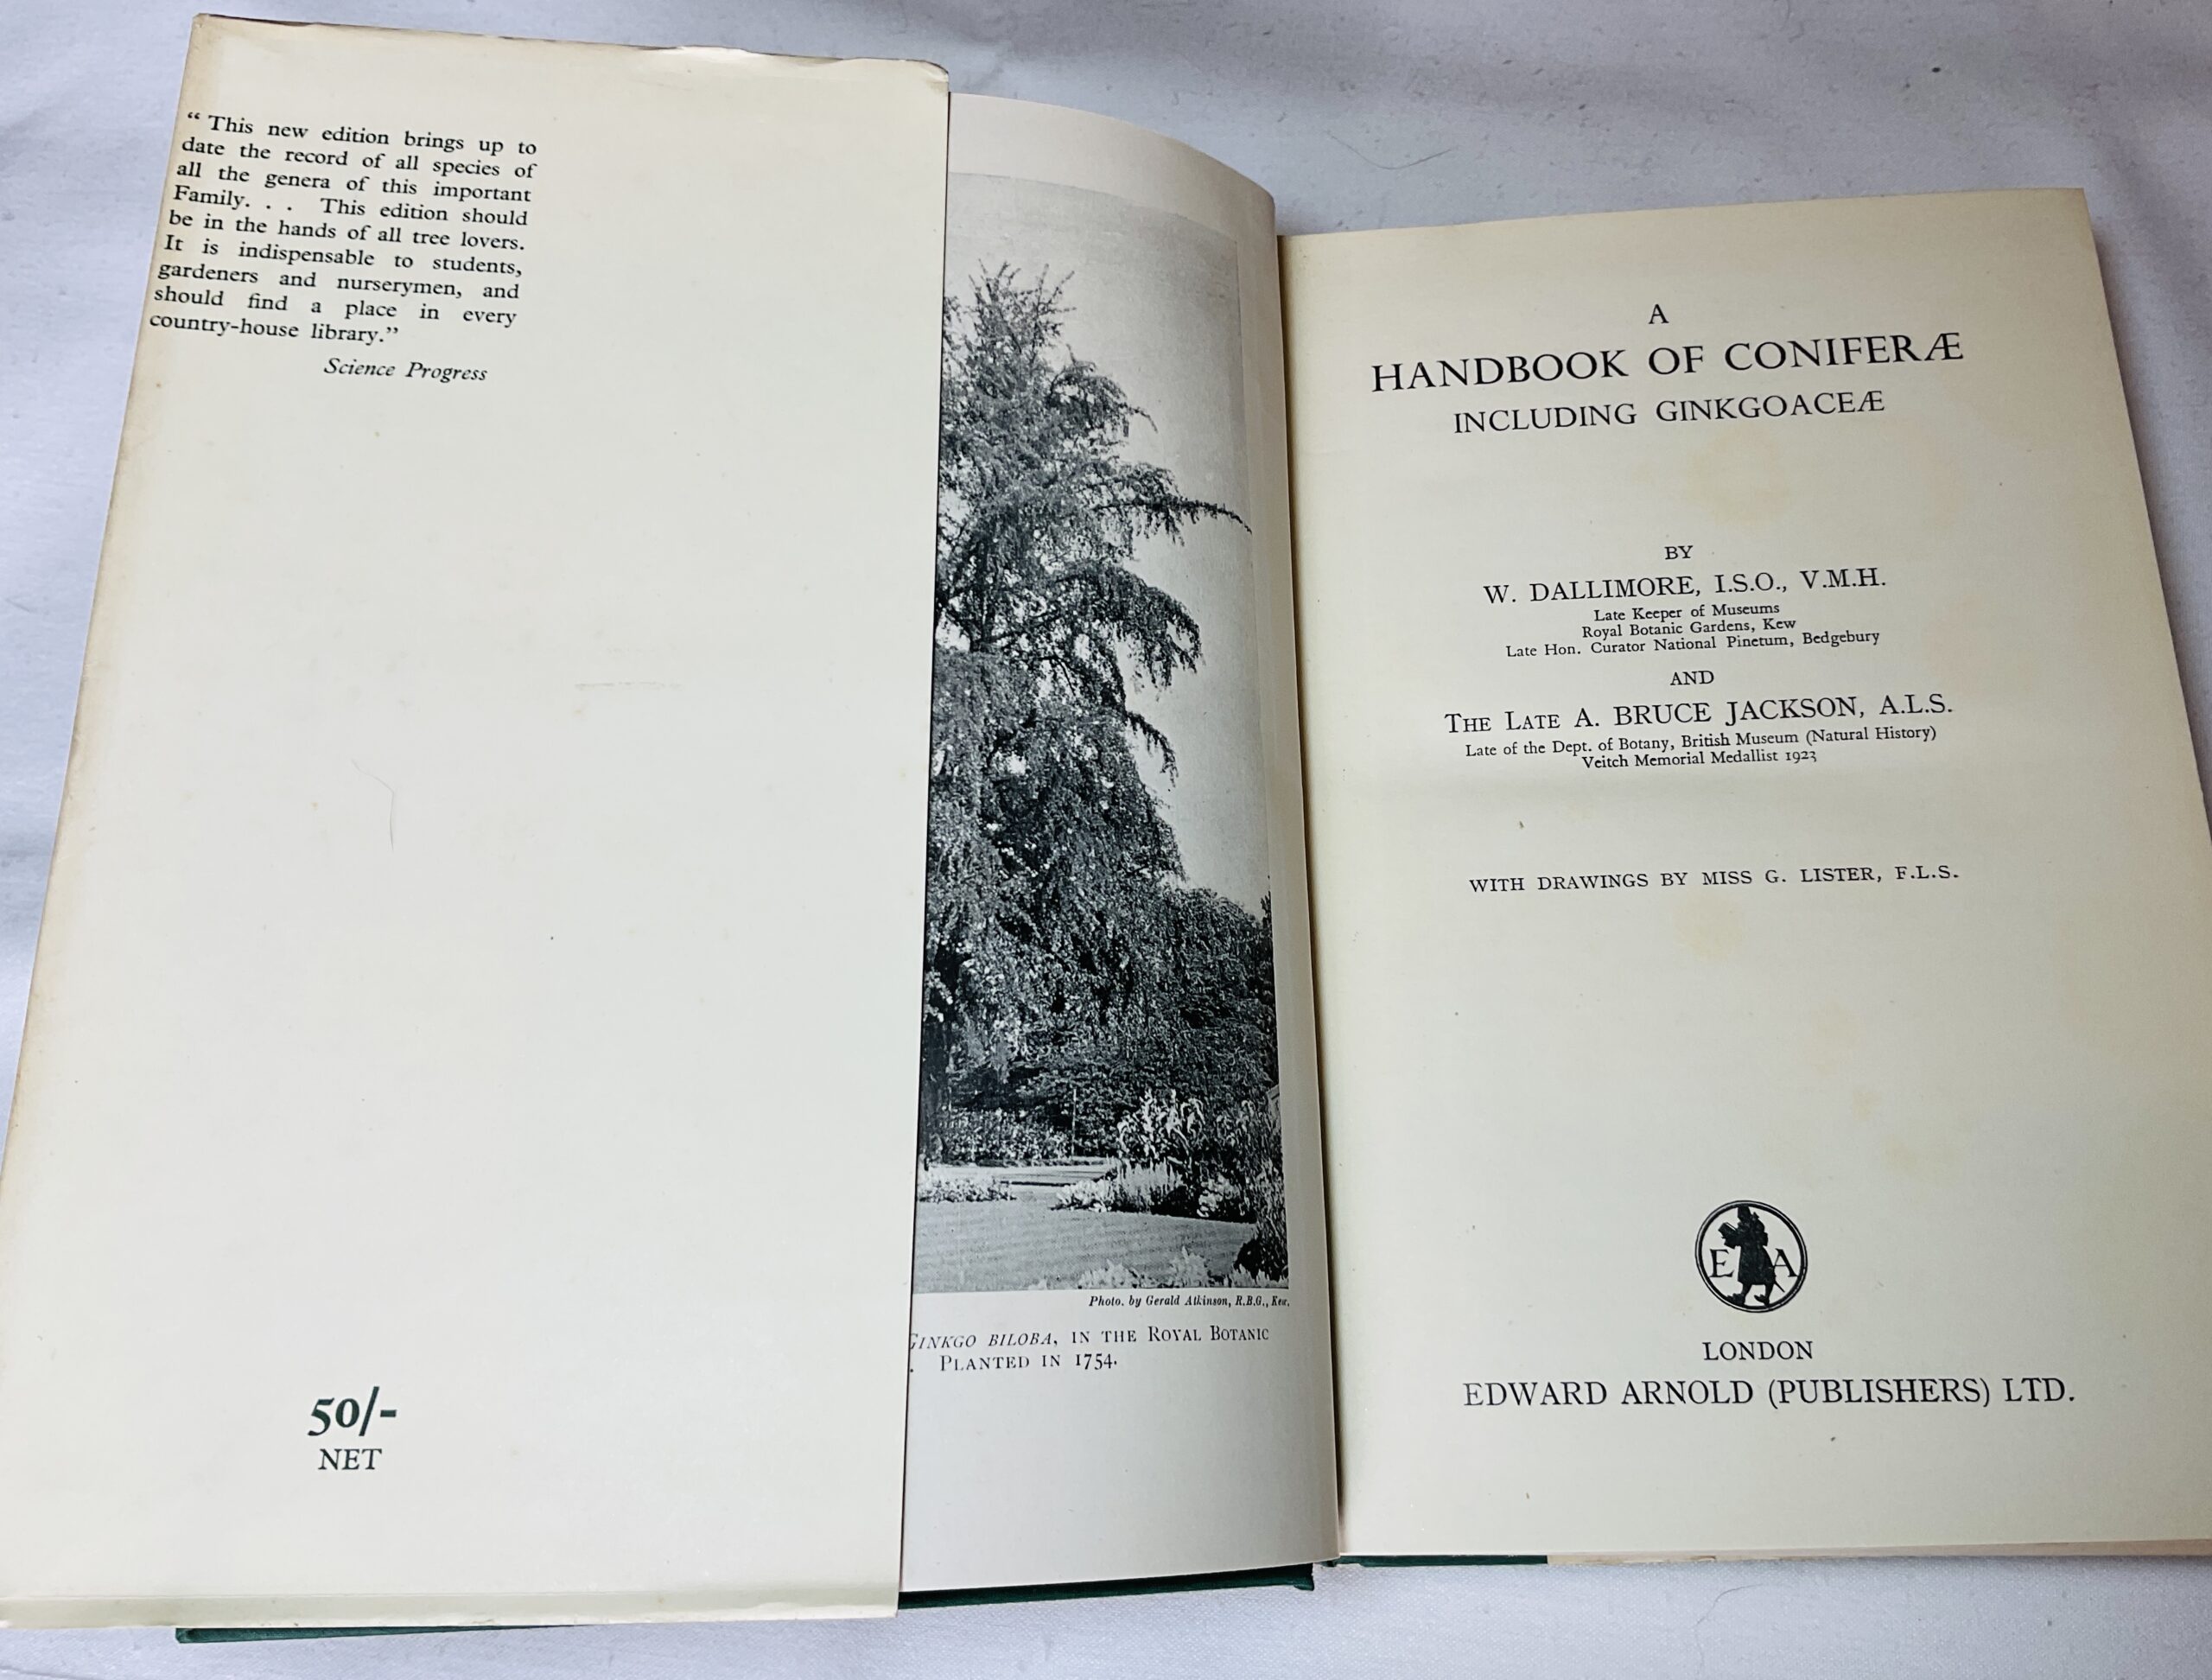 “ This new edition brings up to
date the record of all species of
all the genera of this important
Family. . . This edition should
be in the hands of all tree lovers.
It is indispensable to students,
gardeners and nurserymen, and
should find a place in every
country-house library.”
Science Progress
50/-
NET
Photo. by Gerald Atkinson, R.B.G., Kew.
GINKGO BILOBA, IN THE ROYAL BOTANIC
. PLANTED IN 1754.
A
HANDBOOK OF CONIFERÆ
INCLUDING GINKGOACEÆ
BY
W. DALLIMORE, I.S.O., V.M.H.
Late Keeper of Museums
Royal Botanic Gardens, Kew
Late Hon. Curator National Pinetum, Bedgebury
AND
THE LATE A. BRUCE JACKSON, A.L.S.
Late of the Dept. of Botany, British Museum (Natural History)
Veitch Memorial Medallist 1923
WITH DRAWINGS BY MISS G. LISTER, F.L.S.
E A
LONDON
EDWARD ARNOLD (PUBLISHERS) LTD.